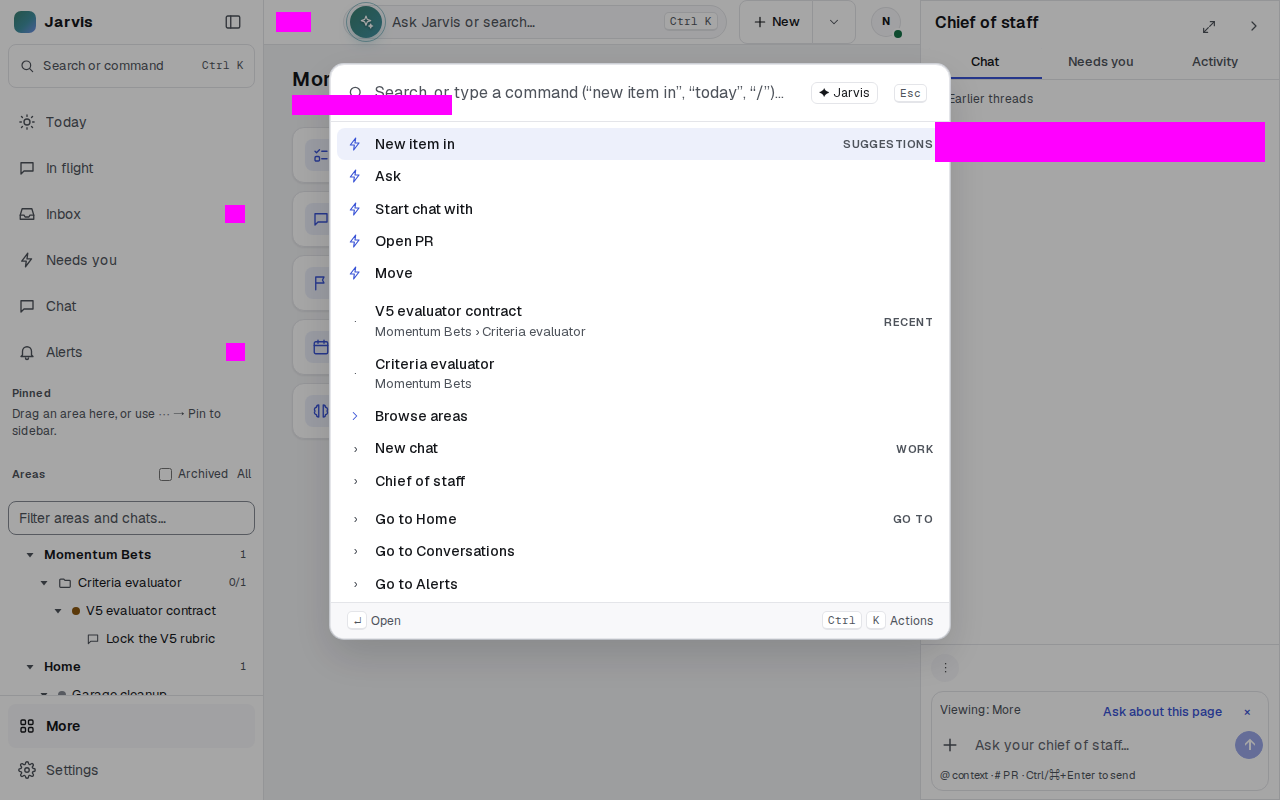 Jarvis
Search or command Ctrl K
Today
In flight
Inbox
Needs you
Chat
Alerts
Pinned
Drag an area here, or use ··· → Pin to
sidebar.
Areas Archived All
Filter areas and chats…
Momentum Bets 1
Criteria evaluator 0/1
V5 evaluator contract
Lock the V5 rubric
Home 1
Garage cleanup
More
Settings
Ask Jarvis or search… Ctrl K
New
N
Search, or type a command (“new item in”, “today”, “/”)… Jarvis Esc
New item in SUGGESTIONS
Ask
Start chat with
Open PR
Move
V5 evaluator contract
Momentum Bets › Criteria evaluator RECENT
Criteria evaluator
Momentum Bets
Browse areas
New chat WORK
Chief of staff
Go to Home GO TO
Go to Conversations
Go to Alerts
Open Ctrl K Actions
Chief of staff
Chat Needs you Activity
Earlier threads
Viewing: More Ask about this page ×
Ask your chief of staff…
@ context · # PR · Ctrl/⌘+Enter to send